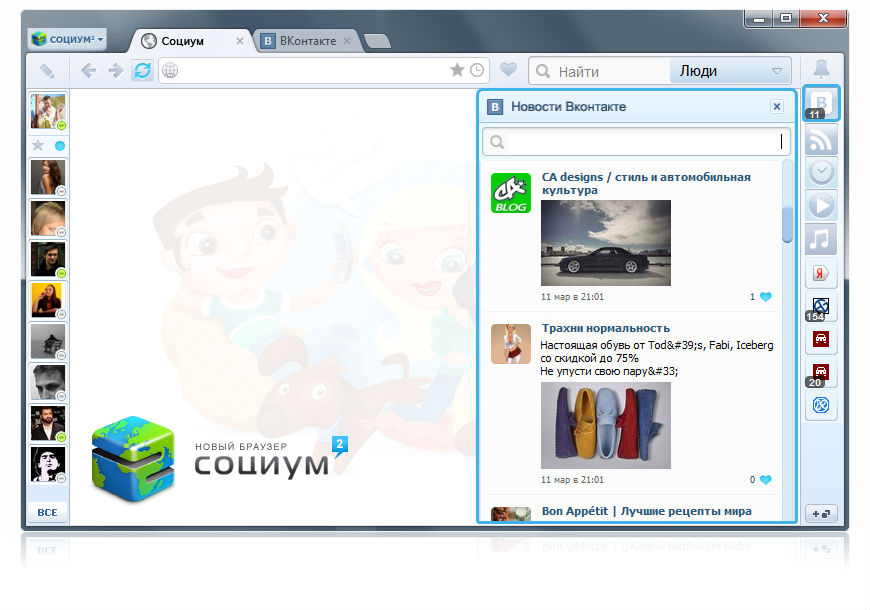 СОЦИУМ²
Социум
ВКонтакте
Найти
Люди
Новости Вконтакте
CA designs / стиль и автомобильная
культура
CA
BLOG
11 мар в 21:01
1
Трахни нормальность
Настоящая обувь от Tod&#39;s, Fabi, Iceberg
со скидкой до 75%
Не упусти свою пару&#33;
11 мар в 21:01
0
Bon Appétit | Лучшие рецепты мира
B
11
Я
154
20
НОВЫЙ БРАУЗЕР
социум
2
ВСЕ